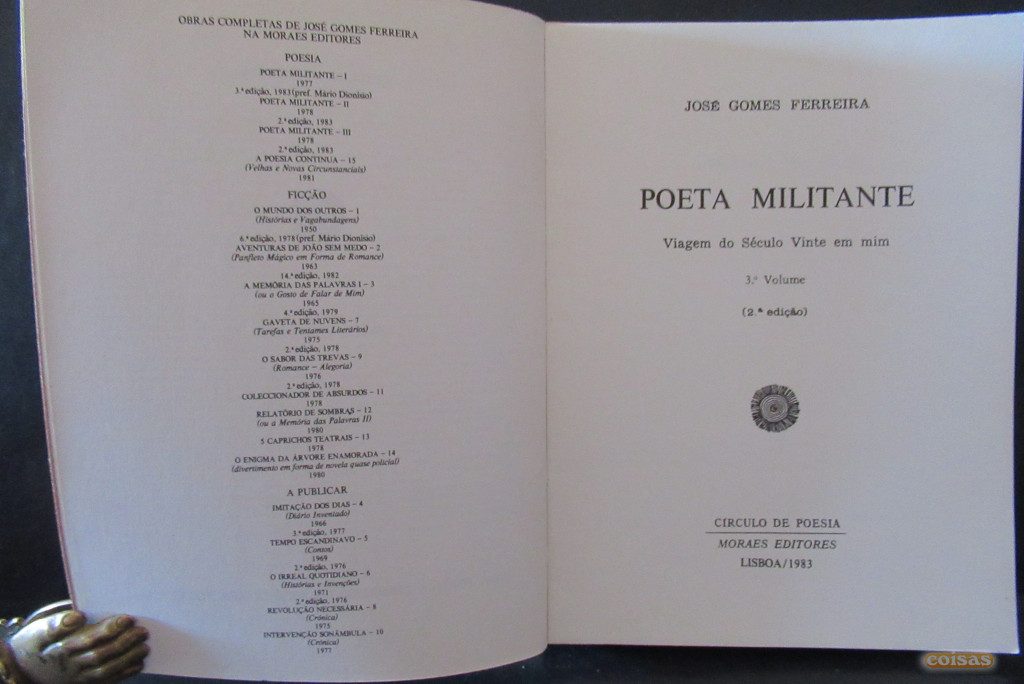 OBRAS COMPLETAS DE JOSÉ GOMES FERREIRA
NA MORAES EDITORES
POESIA
POETA MILITANTE – I
1977
3.ª edição, 1983 (pref. Mário Dionísio)
POETA MILITANTE – II
1978
2.ª edição, 1983
POETA MILITANTE – III
1978
2.ª edição, 1983
A POESIA CONTINUA – 15
(Velhas e Novas Circunstanciais)
1981
FICÇÃO
O MUNDO DOS OUTROS – 1
(Histórias e Vagabundagens)
1950
6.ª edição, 1978 (pref. Mário Dionísio)
AVENTURAS DE JOÃO SEM MEDO – 2
(Panfleto Mágico em Forma de Romance)
1963
14.ª edição, 1982
A MEMÓRIA DAS PALAVRAS I – 3
(ou o Gosto de Falar de Mim)
1965
4.ª edição, 1979
GAVETA DE NUVENS – 7
(Tarefas e Tentames Literários)
1975
2.ª edição, 1978
O SABOR DAS TREVAS – 9
(Romance – Alegoria)
1976
2.ª edição, 1978
COLECCIONADOR DE ABSURDOS – 11
1978
RELATÓRIO DE SOMBRAS – 12
(ou a Memória das Palavras II)
1980
5 CAPRICHOS TEATRAIS – 13
1978
O ENIGMA DA ÁRVORE ENAMORADA – 14
(divertimento em forma de novela quase policial)
1980
A PUBLICAR
IMITAÇÃO DOS DIAS – 4
(Diário Inventado)
1966
3.ª edição, 1977
TEMPO ESCANDINAVO – 5
(Contos)
1969
2.ª edição, 1976
O IRREAL QUOTIDIANO – 6
(Histórias e Invenções)
1971
2.ª edição, 1976
REVOLUÇÃO NECESSÁRIA – 8
(Crónica)
1975
INTERVENÇÃO SONÂMBULA – 10
(Crónica)
1977
JOSÉ GOMES FERREIRA
POETA MILITANTE
Viagem do Século Vinte em mim
3.º Volume
(2.ª edição)
CÍRCULO DE POESIA
MORAES EDITORES
LISBOA/1983
coisas